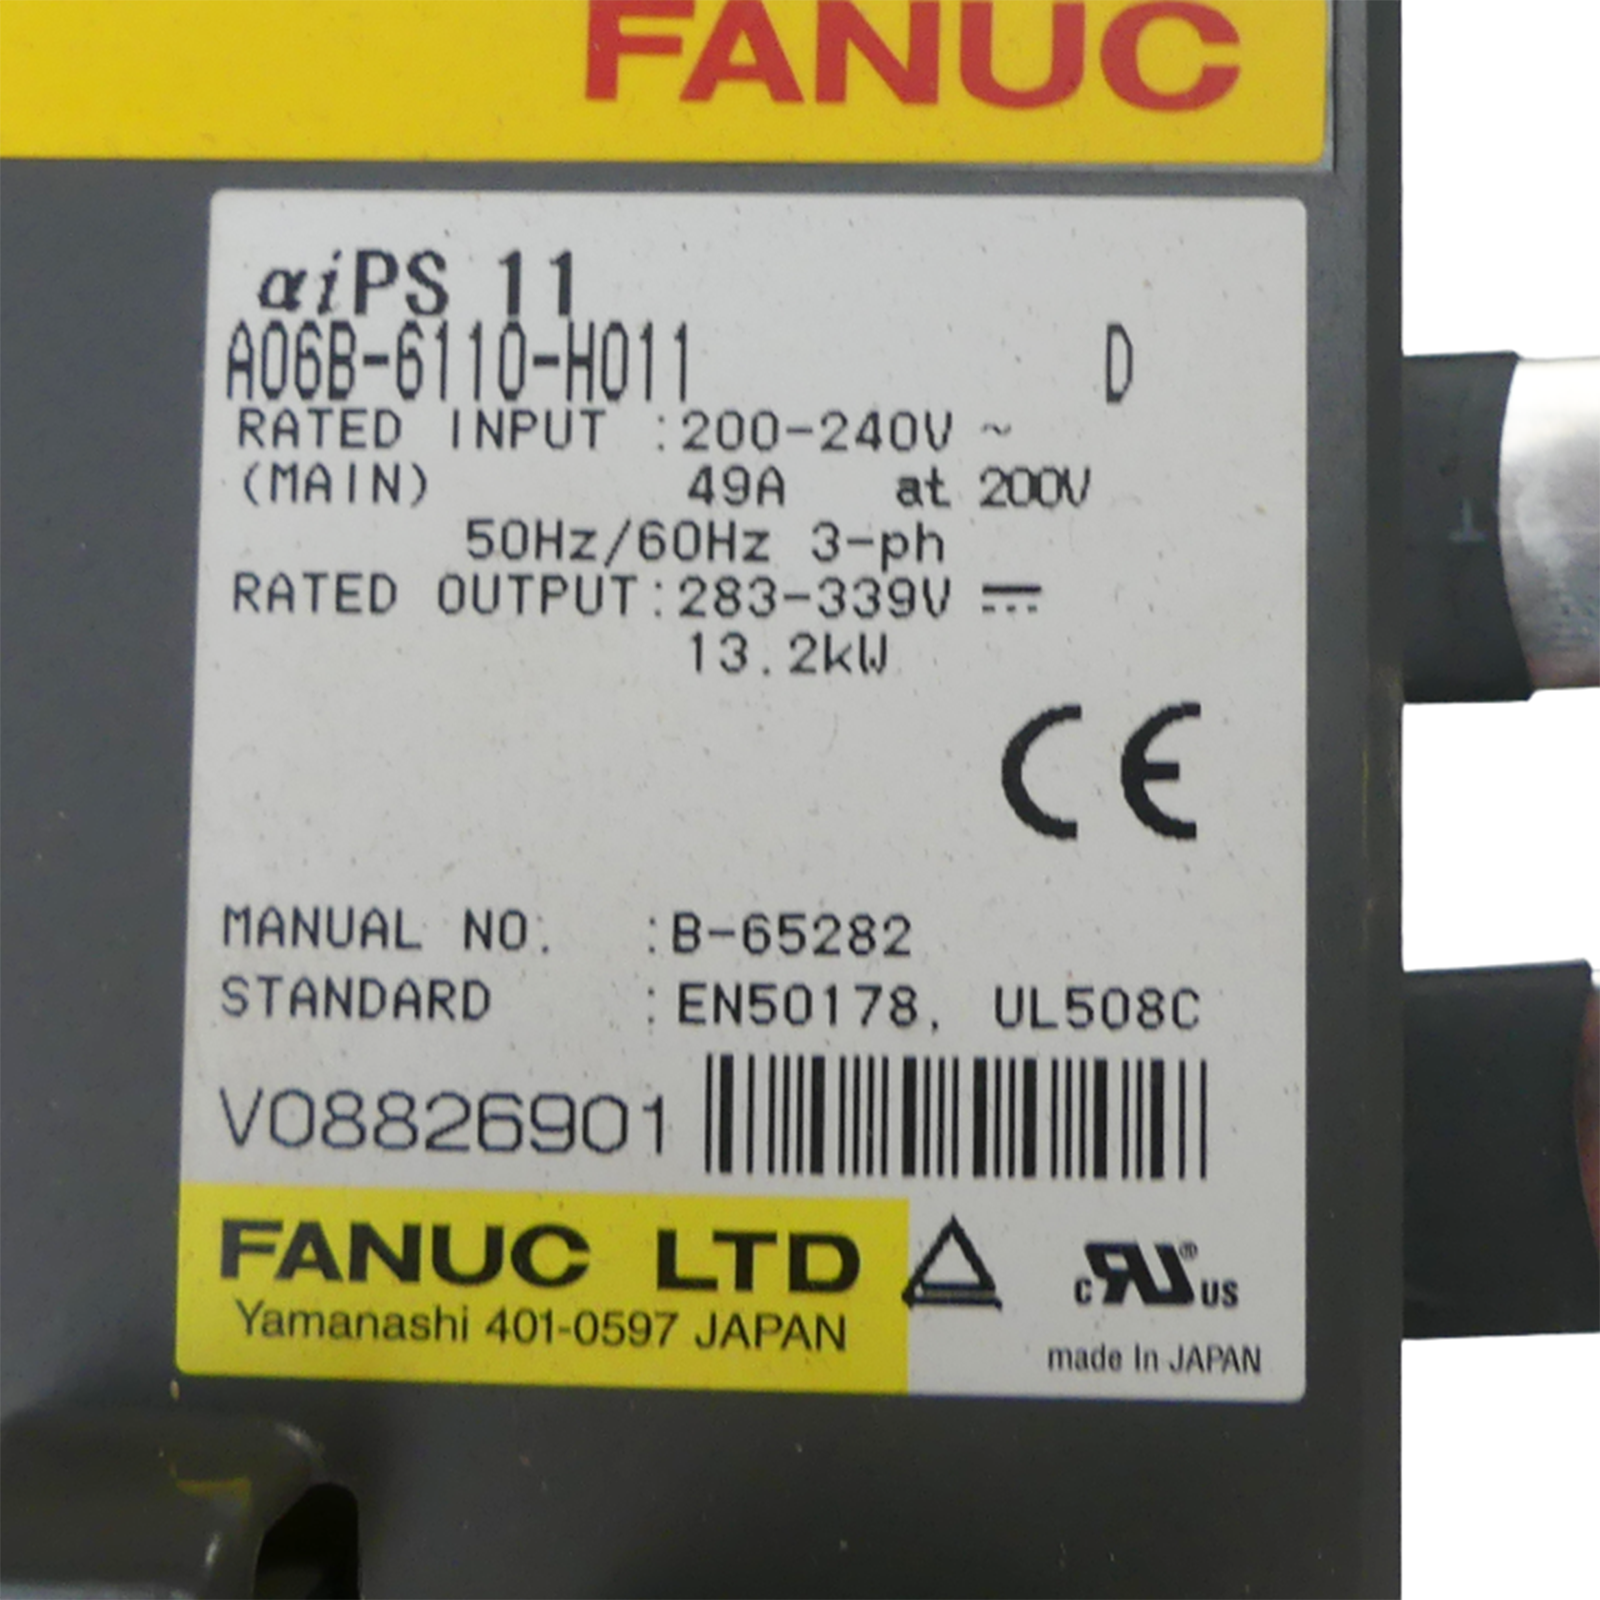 FANUC
αiPS 11
A06B-6110-H011 D
RATED INPUT :200-240V ~
(MAIN) 49A at 200V
50Hz/60Hz 3-ph
RATED OUTPUT:283-339V ⎓
13.2kW
CE
MANUAL NO. :B-65282
STANDARD :EN50178, UL508C
V08826901
FANUC LTD
Yamanashi 401-0597 JAPAN
c RU ® US
made In JAPAN